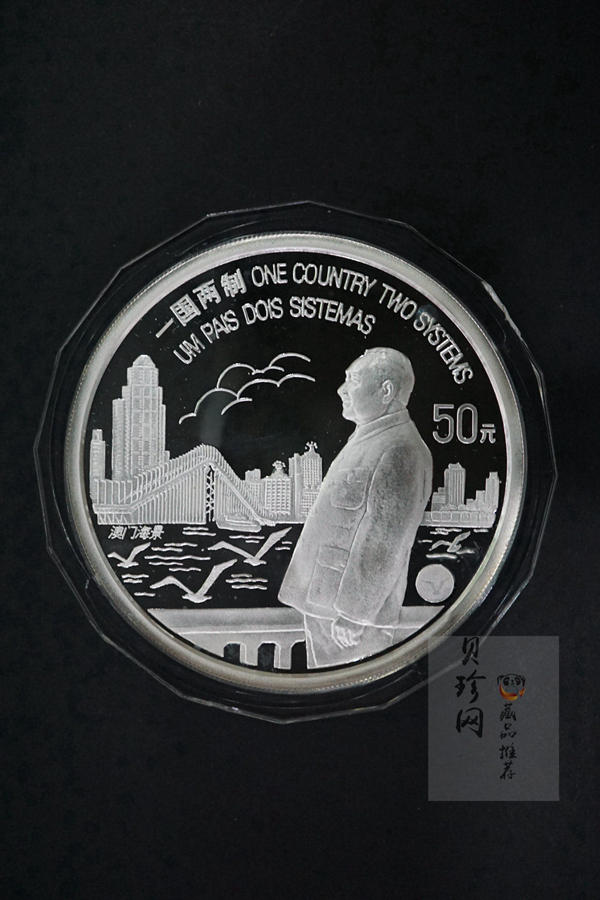 一国两制 ONE COUNTRY TWO SYSTEMS
UM PAIS DOIS SISTEMAS
50元
澳门海景
贝珍网
藏品推荐